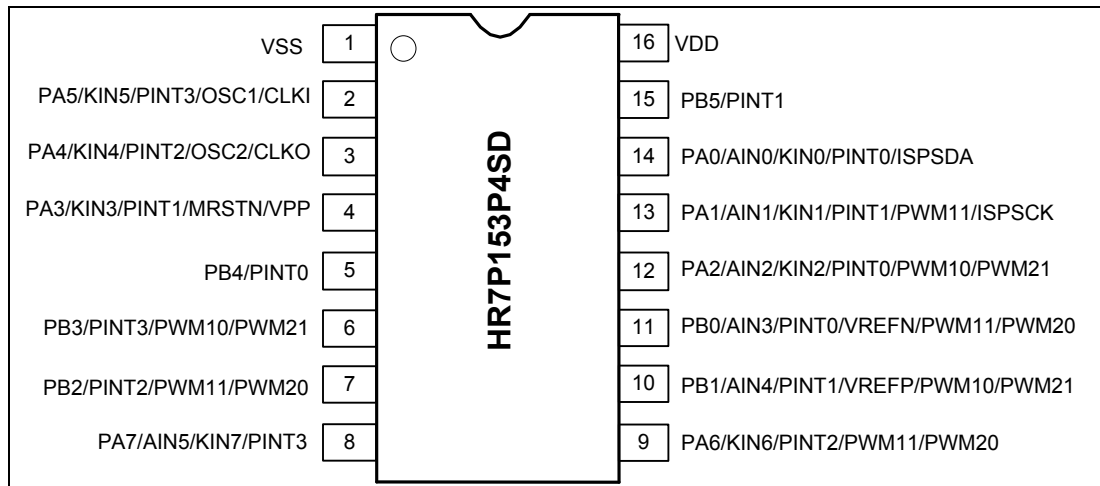 VSS 1 16 VDD
PA5/KIN5/PINT3/OSC1/CLKI 2 15 PB5/PINT1
PA4/KIN4/PINT2/OSC2/CLKO 3 14 PA0/AIN0/KIN0/PINT0/ISPSDA
PA3/KIN3/PINT1/MRSTN/VPP 4 13 PA1/AIN1/KIN1/PINT1/PWM11/ISPSCK
PB4/PINT0 5 12 PA2/AIN2/KIN2/PINT0/PWM10/PWM21
PB3/PINT3/PWM10/PWM21 6 11 PB0/AIN3/PINT0/VREFN/PWM11/PWM20
PB2/PINT2/PWM11/PWM20 7 10 PB1/AIN4/PINT1/VREFP/PWM10/PWM21
PA7/AIN5/KIN7/PINT3 8 9 PA6/KIN6/PINT2/PWM11/PWM20
HR7P153P4SD